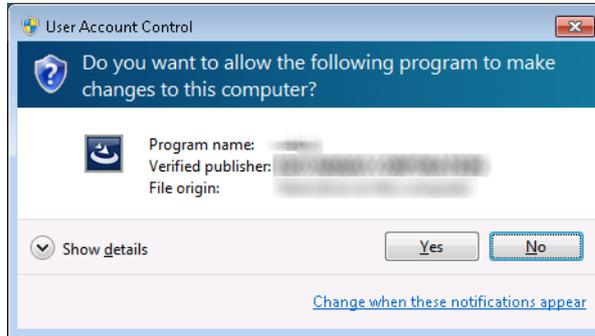 User Account Control
Do you want to allow the following program to make
changes to this computer?
Program name:
Verified publisher:
File origin:
Show details
Yes
No
Change when these notifications appear